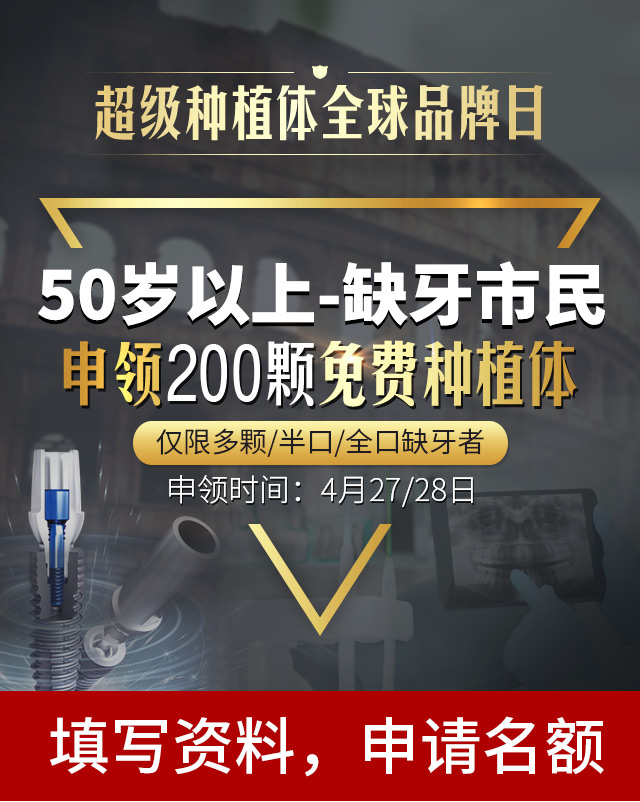 超级种植体全球品牌日
50岁以上-缺牙市民
申领200颗免费种植体
仅限多颗/半口/全口缺牙者
申领时间：4月27/28日
填写资料，申请名额